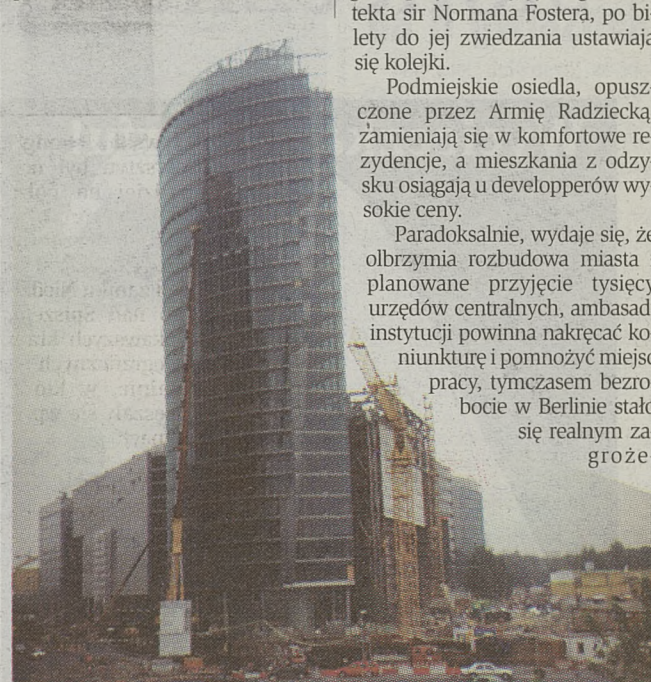 tekta sir Normana Fostera, po bi-
lety do jej zwiedzania ustawiają
się kolejki.
Podmiejskie osiedla, opusz-
czone przez Armię Radziecką,
zamieniają się w komfortowe re-
zydencje, a mieszkania z odzy-
sku osiągają u developperów wy-
sokie ceny.
Paradoksalnie, wydaje się, że
olbrzymia rozbudowa miasta
planowane przyjęcie tysięcy
urzędów centralnych, ambasad
instytucji powinna nakręcać ko-
niunkturę i pomnożyć miejsc
pracy, tymczasem bezro-
bocie w Berlinie stało
się realnym za-
groże-